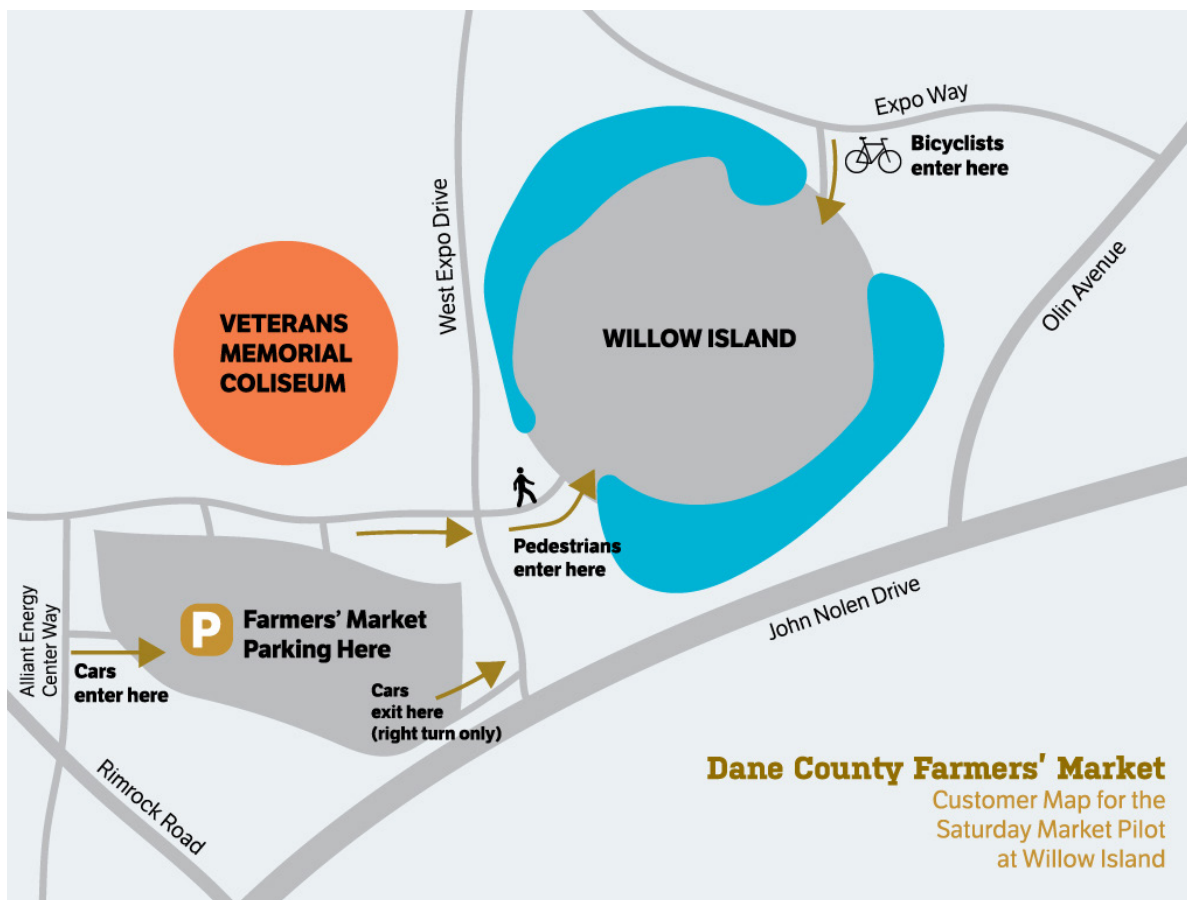 Expo Way
Bicyclists
enter here
West Expo Drive
Olin Avenue
VETERANS
MEMORIAL
COLISEUM
WILLOW ISLAND
Pedestrians
enter here
John Nolen Drive
Alliant Energy
Center Way
P
Farmers’ Market
Parking Here
Cars
enter here
Cars
exit here
(right turn only)
Rimrock Road
Dane County Farmers’ Market
Customer Map for the
Saturday Market Pilot
at Willow Island